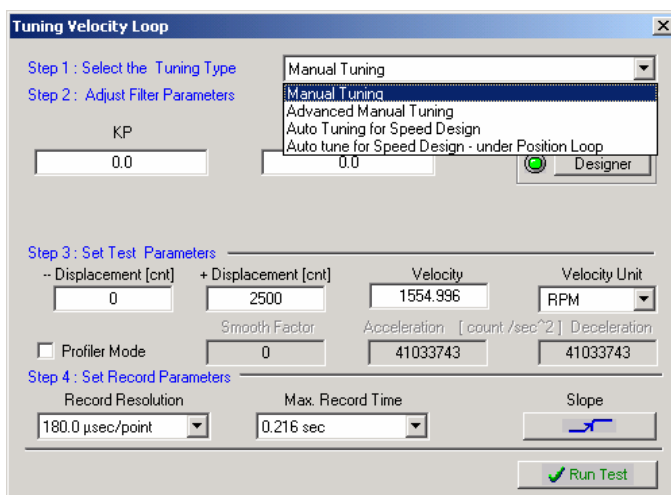 Tuning Velocity Loop
Step 1 : Select the Tuning Type
Manual Tuning
Manual Tuning
Advanced Manual Tuning
Auto Tuning for Speed Design
Auto tune for Speed Design - under Position Loop
Step 2 : Adjust Filter Parameters
KP
0.0
0.0
Designer
Step 3 : Set Test Parameters
-- Displacement [cnt]
+ Displacement [cnt]
Velocity
Velocity Unit
0
2500
1554.996
RPM
Smooth Factor
Acceleration [ count /sec^2 ] Deceleration
Profiler Mode
0
41033743
41033743
Step 4 : Set Record Parameters
Record Resolution
Max. Record Time
Slope
180.0 µsec/point
0.216 sec
Run Test